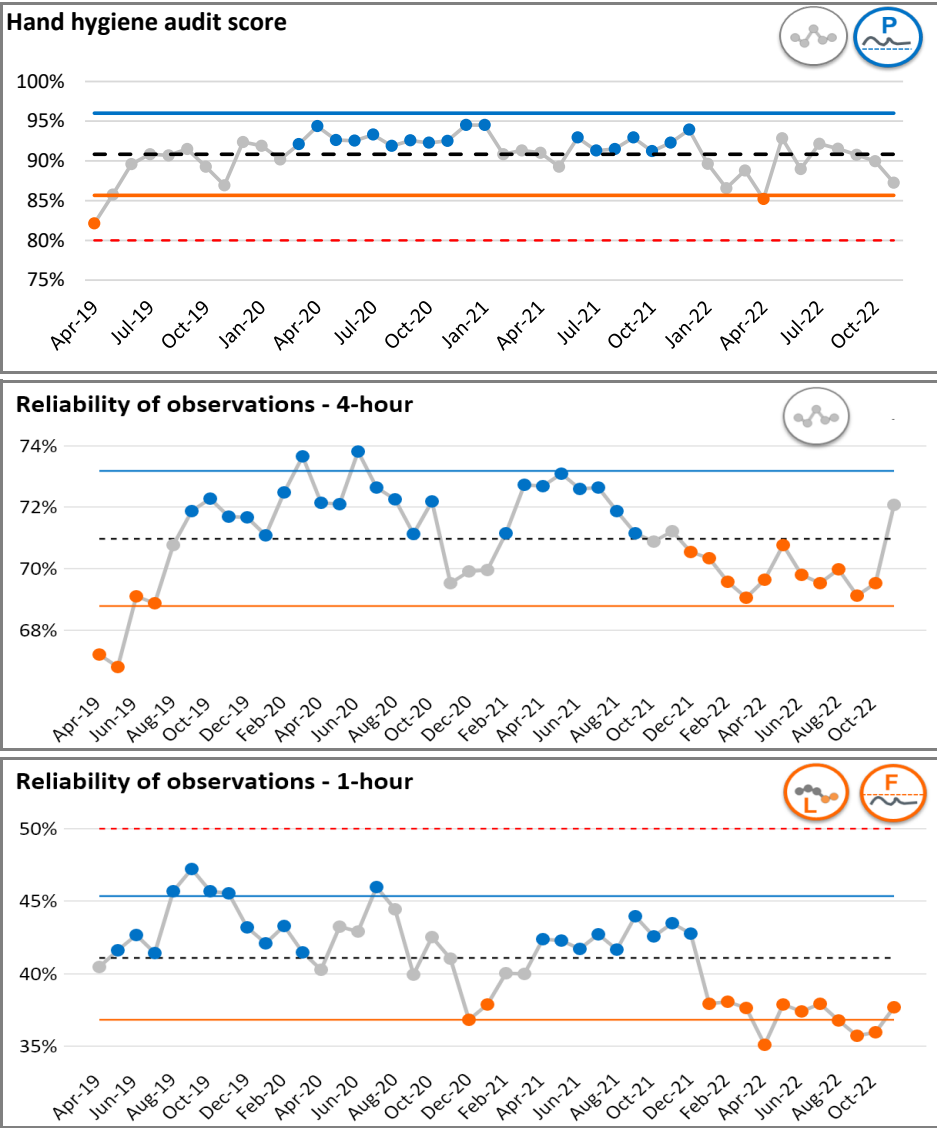 Hand hygiene audit score
P
100%
95%
90%
85%
80%
75%
Apr-19 Jul-19 Oct-19 Jan-20 Apr-20 Jul-20 Oct-20 Jan-21 Apr-21 Jul-21 Oct-21 Jan-22 Apr-22 Jul-22 Oct-22
Reliability of observations - 4-hour
74%
72%
70%
68%
Apr-19 Jun-19 Aug-19 Oct-19 Dec-19 Feb-20 Apr-20 Jun-20 Aug-20 Oct-20 Dec-20 Feb-21 Apr-21 Jun-21 Aug-21 Oct-21 Dec-21 Feb-22 Apr-22 Jun-22 Aug-22 Oct-22
Reliability of observations - 1-hour
L F
50%
45%
40%
35%
Apr-19 Jun-19 Aug-19 Oct-19 Dec-19 Feb-20 Apr-20 Jun-20 Aug-20 Oct-20 Dec-20 Feb-21 Apr-21 Jun-21 Aug-21 Oct-21 Dec-21 Feb-22 Apr-22 Jun-22 Aug-22 Oct-22